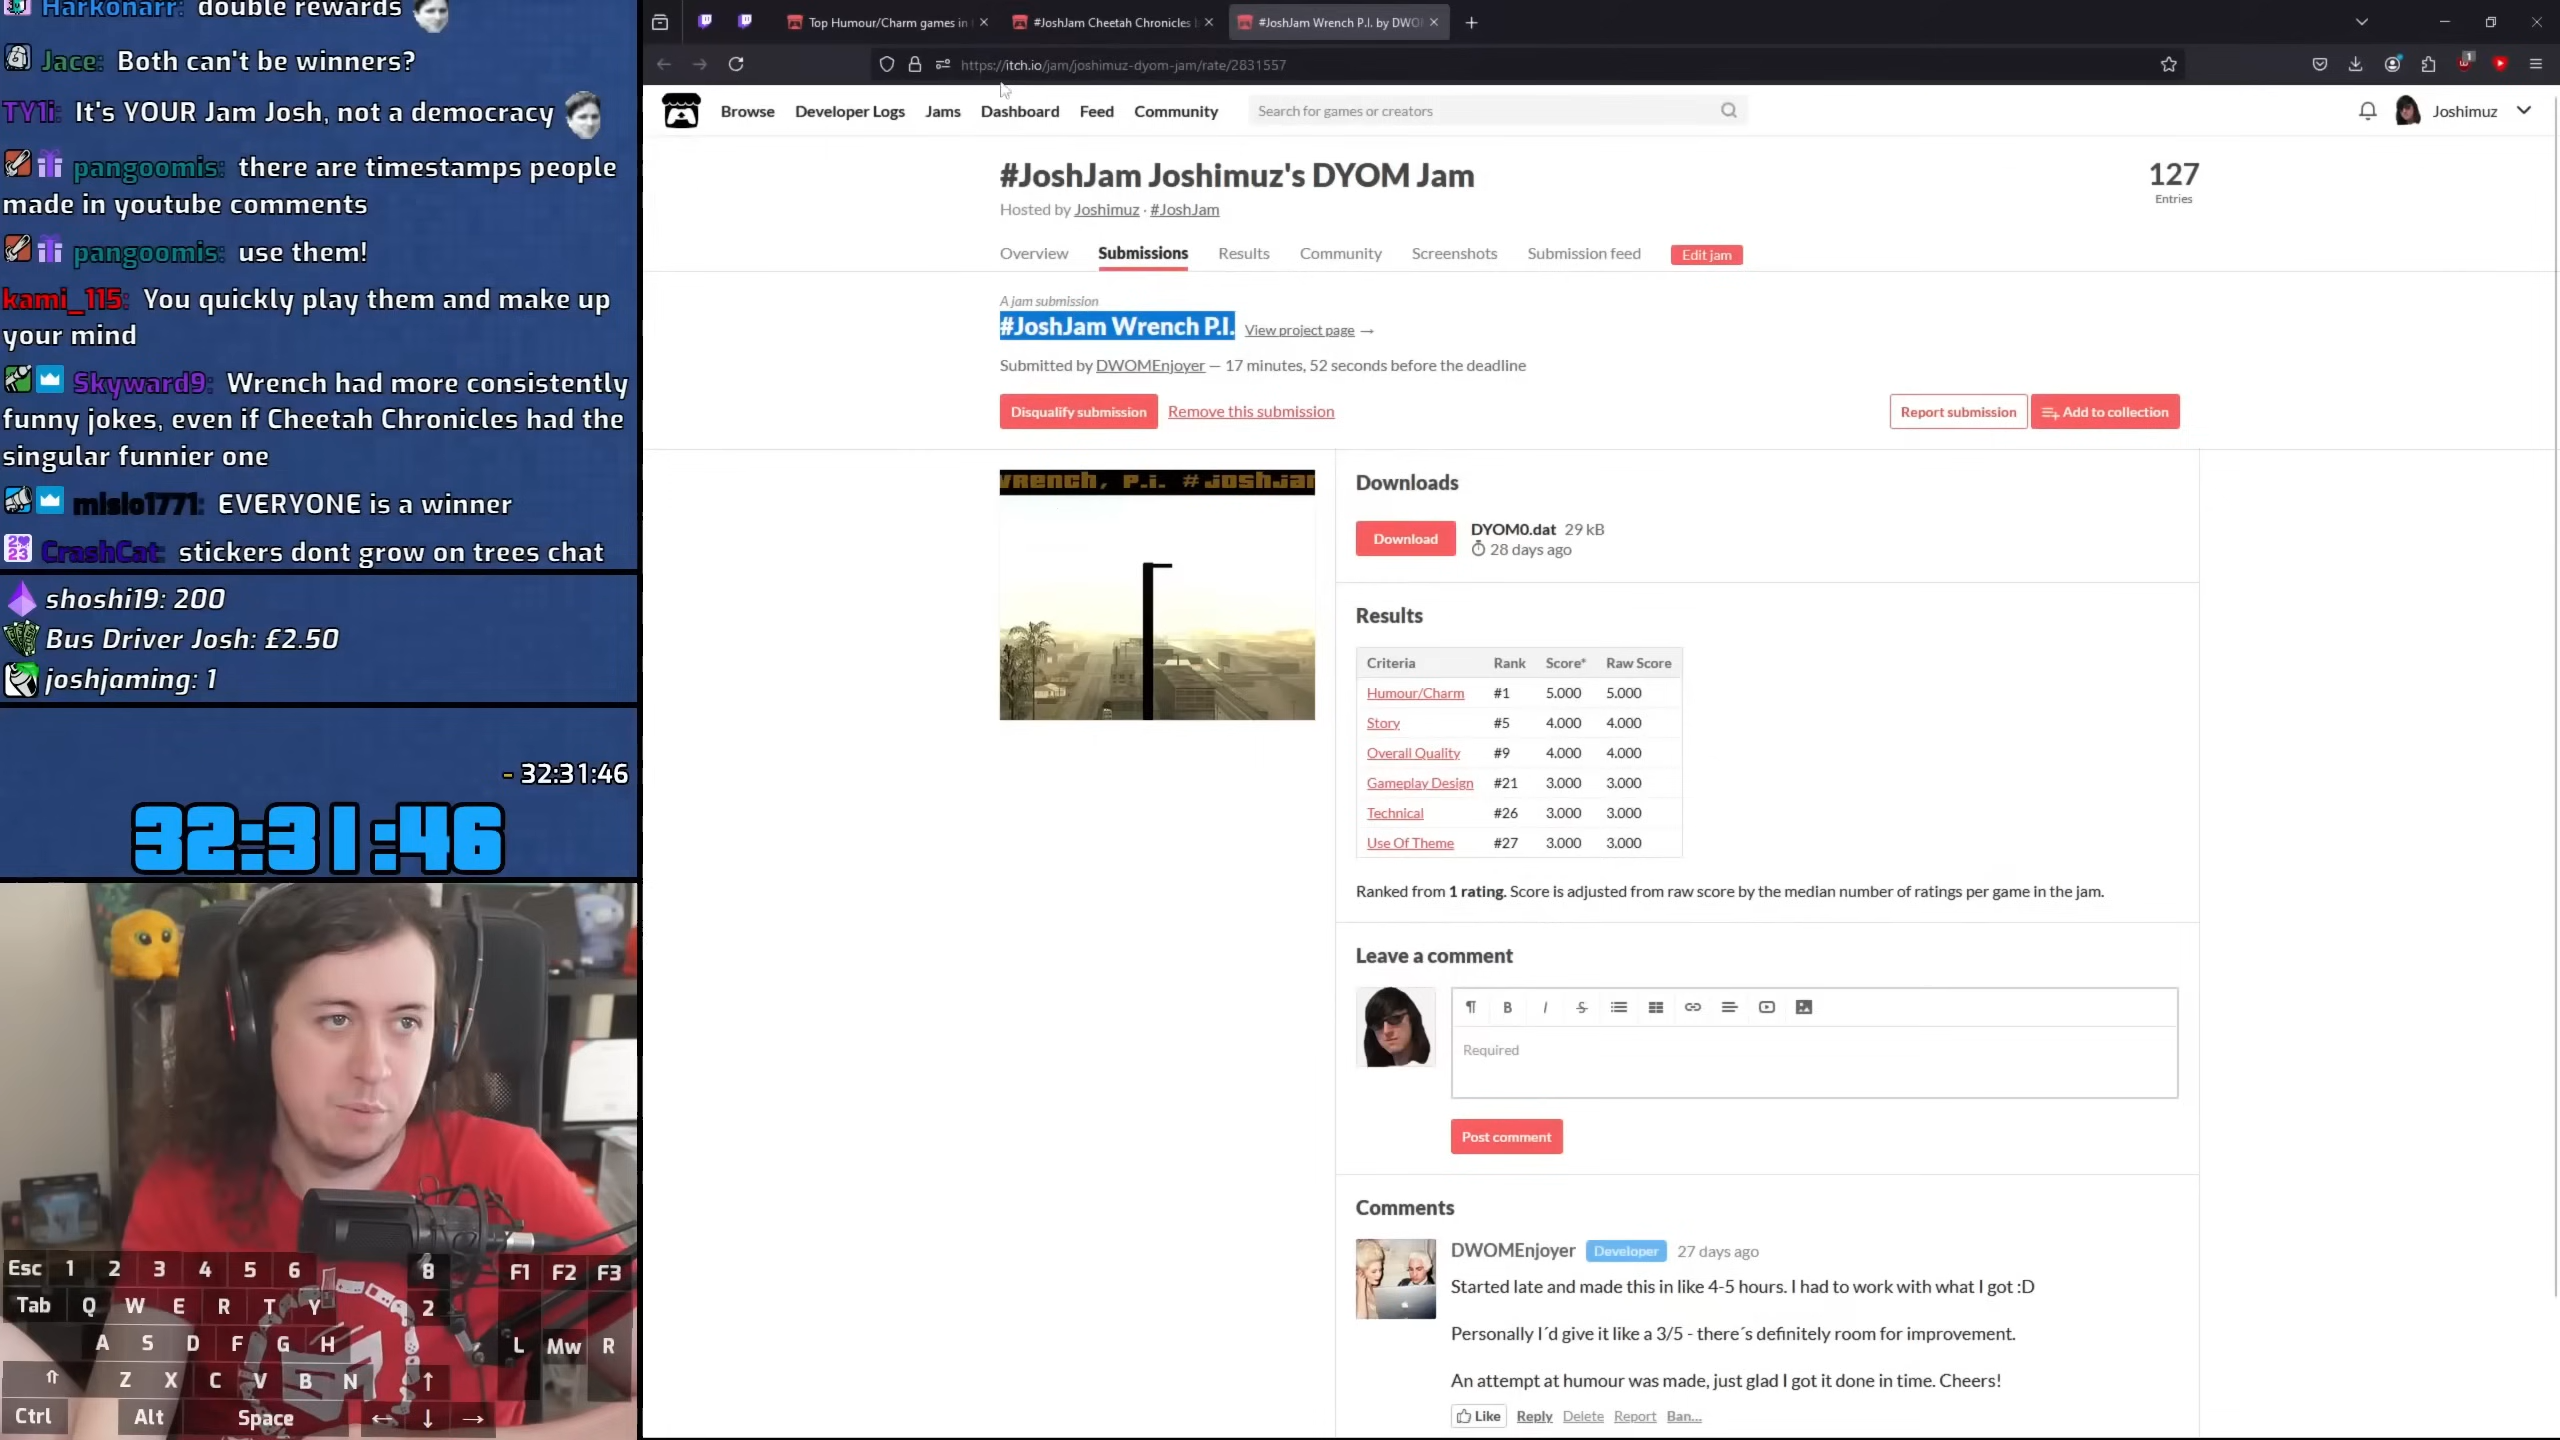 Harkonarr: double rewards
Jace: Both can't be winners?
TY1i: It's YOUR Jam Josh, not a democracy
pangoomis: there are timestamps people
made in youtube comments
pangoomis: use them!
kami_115: You quickly play them and make up
your mind
Skyward9: Wrench had more consistently
funny jokes, even if Cheetah Chronicles had the
singular funnier one
misio1771: EVERYONE is a winner
CrashCat: stickers dont grow on trees chat
shoshi19: 200
Bus Driver Josh: £2.50
joshjaming: 1
- 32:31:46
32:31:46
Esc 1 2 3 4 5 6 8 F1 F2 F3
Tab Q W E R T Y 2
A S D F G H L Mw R
⇑ Z X C V B N ↑
Ctrl Alt Space ← ↓ →
Top Humour/Charm games in
#JoshJam Cheetah Chronicles
#JoshJam Wrench P.I. by DWO
https://itch.io/jam/joshimuz-dyom-jam/rate/2831557
1
Browse Developer Logs Jams Dashboard Feed Community
Search for games or creators
Joshimuz
#JoshJam Joshimuz's DYOM Jam
127
Entries
Hosted by Joshimuz · #JoshJam
Overview Submissions Results Community Screenshots Submission feed Edit jam
A jam submission
#JoshJam Wrench P.I. View project page →
Submitted by DWOMEnjoyer — 17 minutes, 52 seconds before the deadline
Disqualify submission Remove this submission
Report submission Add to collection
wrench, P.i. #joshjam
Downloads
Download DYOM0.dat 29 kB
28 days ago
Results
Criteria Rank Score* Raw Score
Humour/Charm #1 5.000 5.000
Story #5 4.000 4.000
Overall Quality #9 4.000 4.000
Gameplay Design #21 3.000 3.000
Technical #26 3.000 3.000
Use Of Theme #27 3.000 3.000
Ranked from 1 rating. Score is adjusted from raw score by the median number of ratings per game in the jam.
Leave a comment
Required
Post comment
Comments
DWOMEnjoyer Developer 27 days ago
Started late and made this in like 4-5 hours. I had to work with what I got :D
Personally I´d give it like a 3/5 - there´s definitely room for improvement.
An attempt at humour was made, just glad I got it done in time. Cheers!
Like Reply Delete Report Ban...